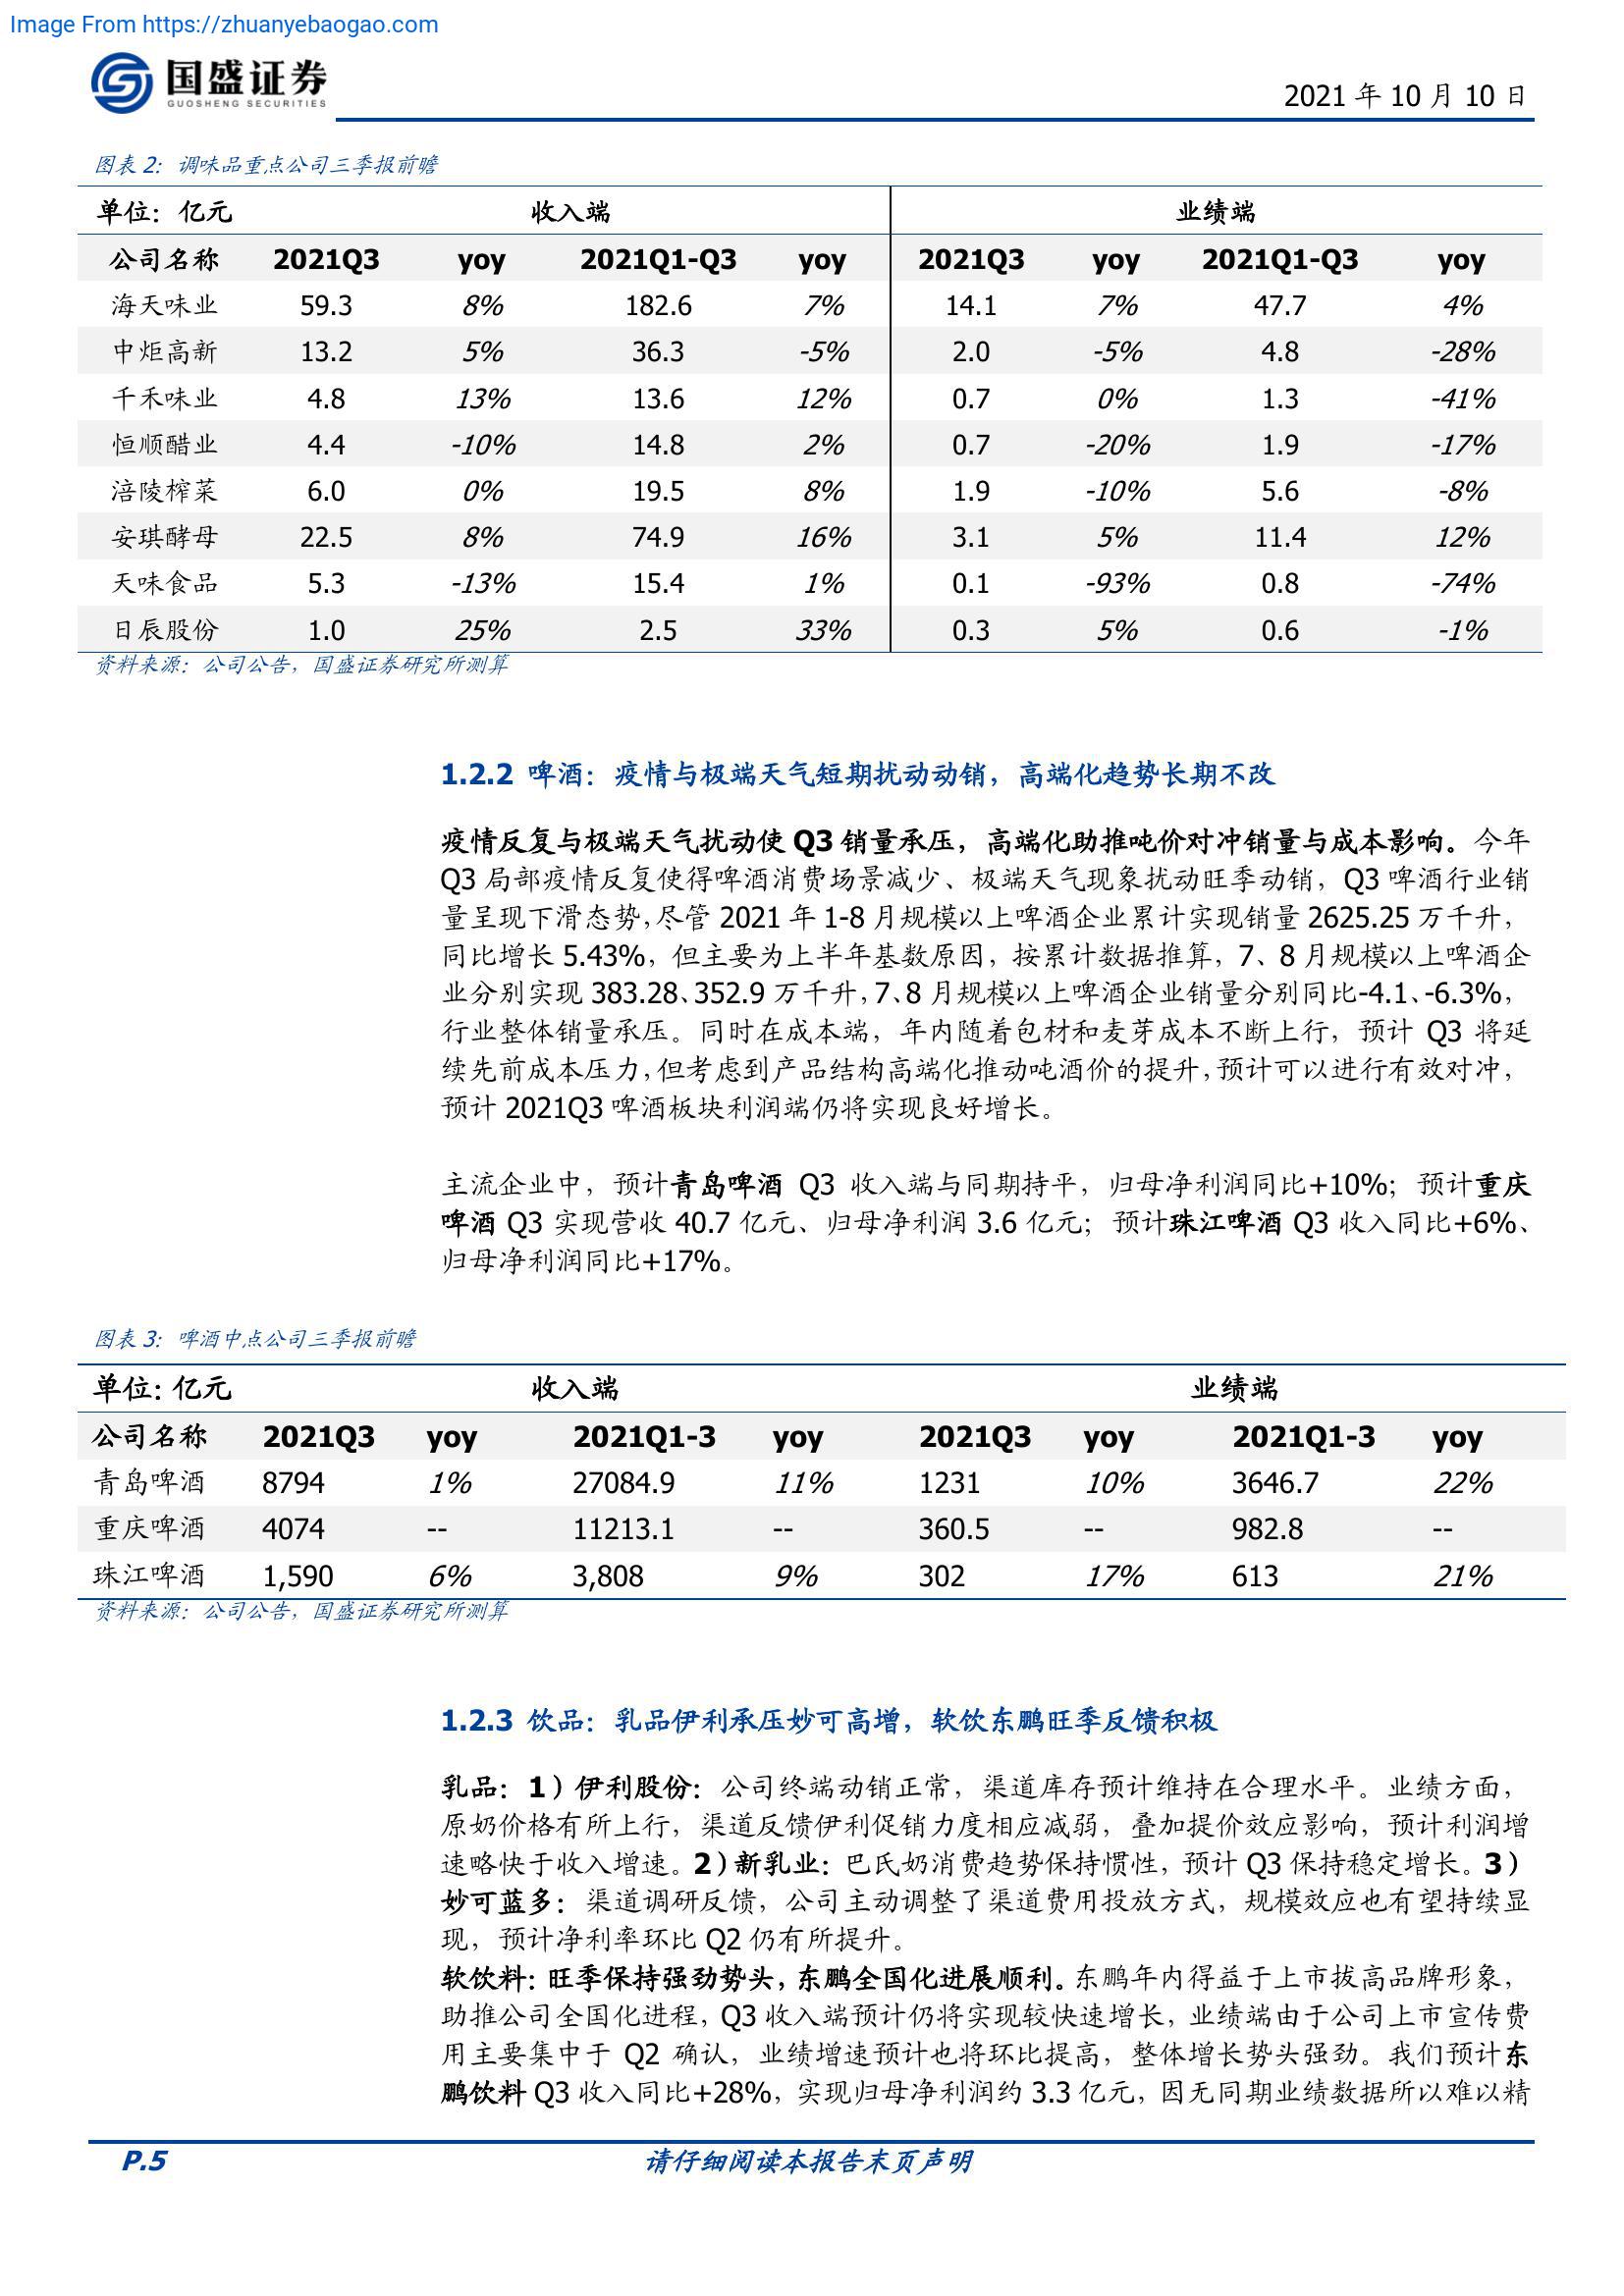 Image From https://zhuanyebaogao.com
国盛证券
GUOSHENG SECURITIES
2021 年 10 月 10 日
图表 2：调味品重点公司三季报前瞻
单位：亿元 收入端 业绩端
公司名称 2021Q3 yoy 2021Q1-Q3 yoy 2021Q3 yoy 2021Q1-Q3 yoy
海天味业 59.3 8% 182.6 7% 14.1 7% 47.7 4%
中炬高新 13.2 5% 36.3 -5% 2.0 -5% 4.8 -28%
千禾味业 4.8 13% 13.6 12% 0.7 0% 1.3 -41%
恒顺醋业 4.4 -10% 14.8 2% 0.7 -20% 1.9 -17%
涪陵榨菜 6.0 0% 19.5 8% 1.9 -10% 5.6 -8%
安琪酵母 22.5 8% 74.9 16% 3.1 5% 11.4 12%
天味食品 5.3 -13% 15.4 1% 0.1 -93% 0.8 -74%
日辰股份 1.0 25% 2.5 33% 0.3 5% 0.6 -1%
资料来源：公司公告，国盛证券研究所测算
1.2.2 啤酒：疫情与极端天气短期扰动动销，高端化趋势长期不改
疫情反复与极端天气扰动使 Q3 销量承压，高端化助推吨价对冲销量与成本影响。今年
Q3 局部疫情反复使得啤酒消费场景减少、极端天气现象扰动旺季动销，Q3 啤酒行业销
量呈现下滑态势，尽管 2021 年 1-8 月规模以上啤酒企业累计实现销量 2625.25 万千升，
同比增长 5.43%，但主要为上半年基数原因，按累计数据推算，7、8 月规模以上啤酒企
业分别实现 383.28、352.9 万千升，7、8 月规模以上啤酒企业销量分别同比-4.1、-6.3%，
行业整体销量承压。同时在成本端，年内随着包材和麦芽成本不断上行，预计 Q3 将延
续先前成本压力，但考虑到产品结构高端化推动吨酒价的提升，预计可以进行有效对冲，
预计 2021Q3 啤酒板块利润端仍将实现良好增长。
主流企业中，预计青岛啤酒 Q3 收入端与同期持平，归母净利润同比+10%；预计重庆
啤酒 Q3 实现营收 40.7 亿元、归母净利润 3.6 亿元；预计珠江啤酒 Q3 收入同比+6%、
归母净利润同比+17%。
图表 3：啤酒中点公司三季报前瞻
单位：亿元 收入端 业绩端
公司名称 2021Q3 yoy 2021Q1-3 yoy 2021Q3 yoy 2021Q1-3 yoy
青岛啤酒 8794 1% 27084.9 11% 1231 10% 3646.7 22%
重庆啤酒 4074 -- 11213.1 -- 360.5 -- 982.8 --
珠江啤酒 1,590 6% 3,808 9% 302 17% 613 21%
资料来源：公司公告，国盛证券研究所测算
1.2.3 饮品：乳品伊利承压妙可高增，软饮东鹏旺季反馈积极
乳品：1）伊利股份：公司终端动销正常，渠道库存预计维持在合理水平。业绩方面，
原奶价格有所上行，渠道反馈伊利促销力度相应减弱，叠加提价效应影响，预计利润增
速略快于收入增速。2）新乳业：巴氏奶消费趋势保持惯性，预计 Q3 保持稳定增长。3）
妙可蓝多：渠道调研反馈，公司主动调整了渠道费用投放方式，规模效应也有望持续显
现，预计净利率环比 Q2 仍有所提升。
软饮料：旺季保持强劲势头，东鹏全国化进展顺利。东鹏年内得益于上市拔高品牌形象，
助推公司全国化进程，Q3 收入端预计仍将实现较快速增长，业绩端由于公司上市宣传费
用主要集中于 Q2 确认，业绩增速预计也将环比提高，整体增长势头强劲。我们预计东
鹏饮料 Q3 收入同比+28%，实现归母净利润约 3.3 亿元，因无同期业绩数据所以难以精
P.5 请仔细阅读本报告末页声明